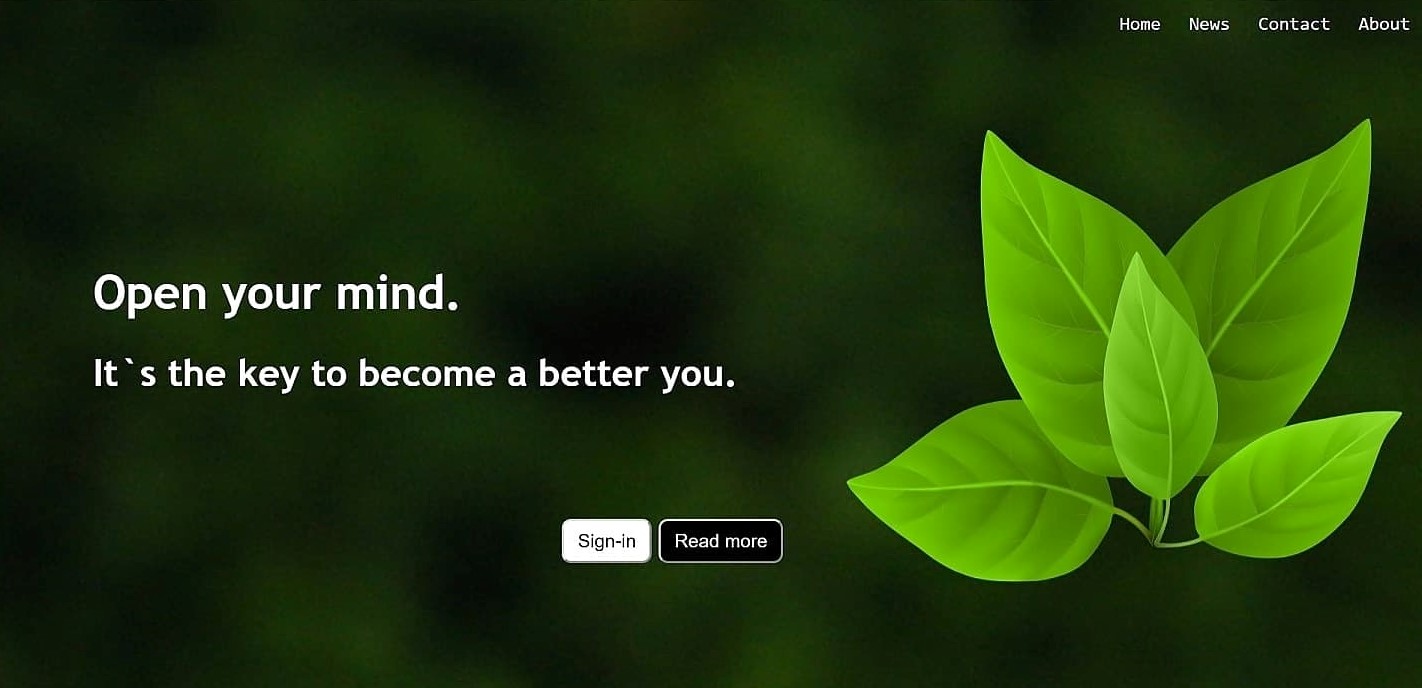 Home News Contact About
Open your mind.
It`s the key to become a better you.
Sign-in Read more